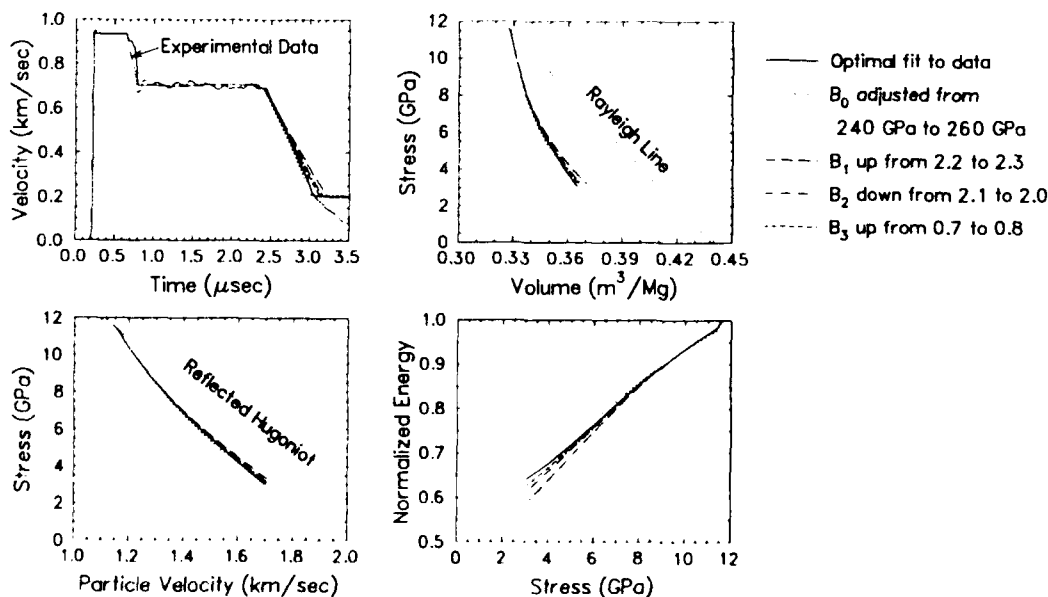 1.0
0.8
0.6
0.4
0.2
0.0
Velocity (km/sec)
Experimental Data
0.0 0.5 1.0 1.5 2.0 2.5 3.0 3.5
Time (μsec)
12
10
8
6
4
2
0
Stress (GPa)
Rayleigh Line
0.30 0.33 0.36 0.39 0.42 0.45
Volume (m³/Mg)
Optimal fit to data
B₀ adjusted from
240 GPa to 260 GPa
B₁ up from 2.2 to 2.3
B₂ down from 2.1 to 2.0
B₃ up from 0.7 to 0.8
12
10
8
6
4
2
0
Stress (GPa)
Reflected Hugoniot
1.0 1.2 1.4 1.6 1.8 2.0
Particle Velocity (km/sec)
1.0
0.9
0.8
0.7
0.6
0.5
Normalized Energy
0 2 4 6 8 10 12
Stress (GPa)